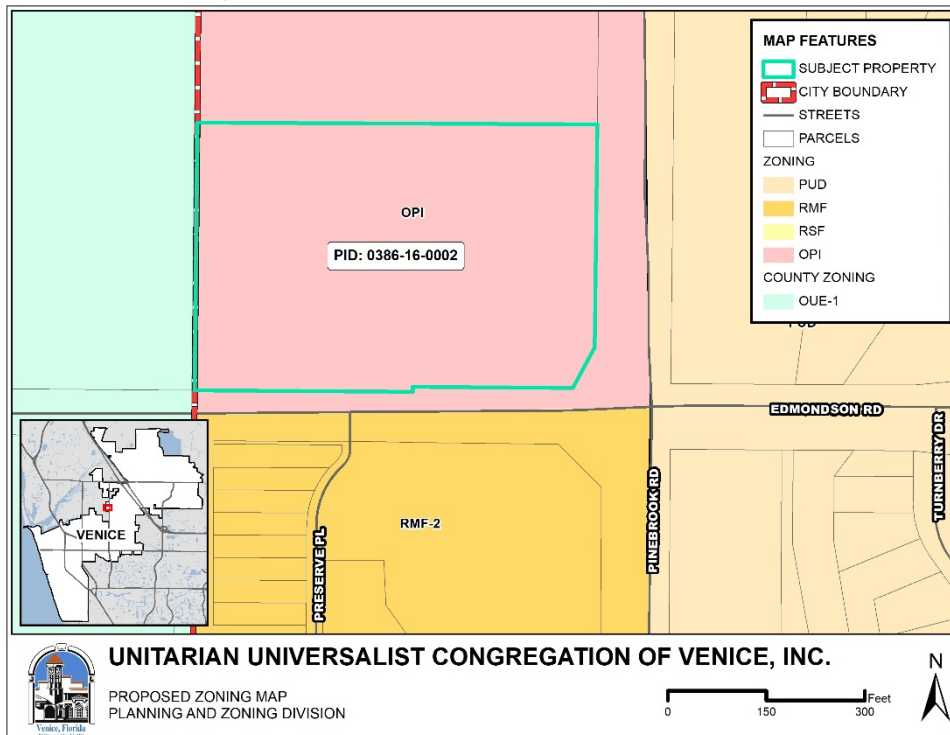 MAP FEATURES
SUBJECT PROPERTY
CITY BOUNDARY
STREETS
PARCELS
ZONING
PUD
RMF
RSF
OPI
COUNTY ZONING
OUE-1
OPI
PID: 0386-16-0002
EDMONDSON RD
TURNBERRY DR
PINEBROOK RD
RMF-2
PRESERVE PL
VENICE
UNITARIAN UNIVERSALIST CONGREGATION OF VENICE, INC.
PROPOSED ZONING MAP
PLANNING AND ZONING DIVISION
Venice, Florida
Feet
0 150 300
N